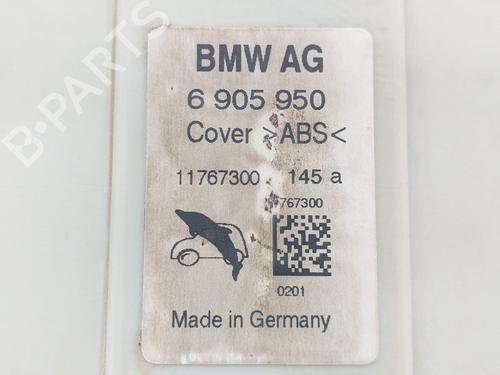 BMW AG
6 905 950
Cover >ABS<
11767300 145 a
767300
0201
Made in Germany
B-PARTS